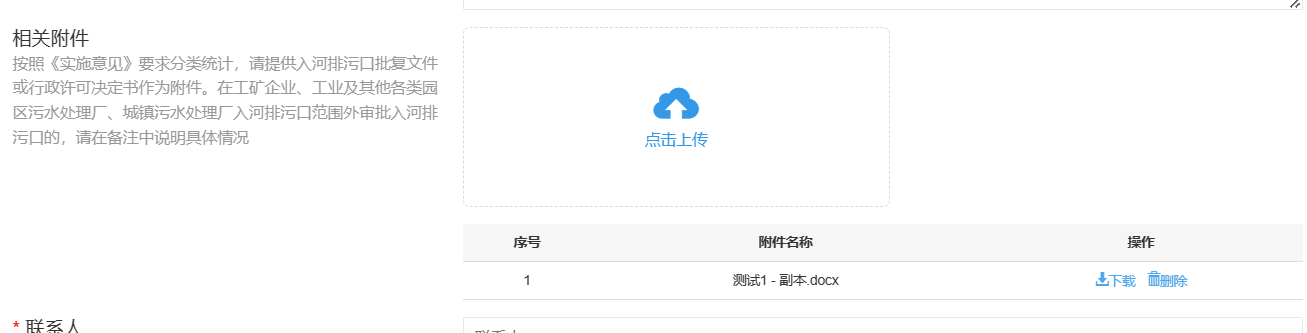 相关附件
按照《实施意见》要求分类统计，请提供入河排污口批复文件
或行政许可决定书作为附件。在工矿企业、工业及其他各类园
区污水处理厂、城镇污水处理厂入河排污口范围外审批入河排
污口的，请在备注中说明具体情况
点击上传
序号 附件名称 操作
1 测试1 - 副本.docx 下载 删除
* 联系人
联系人